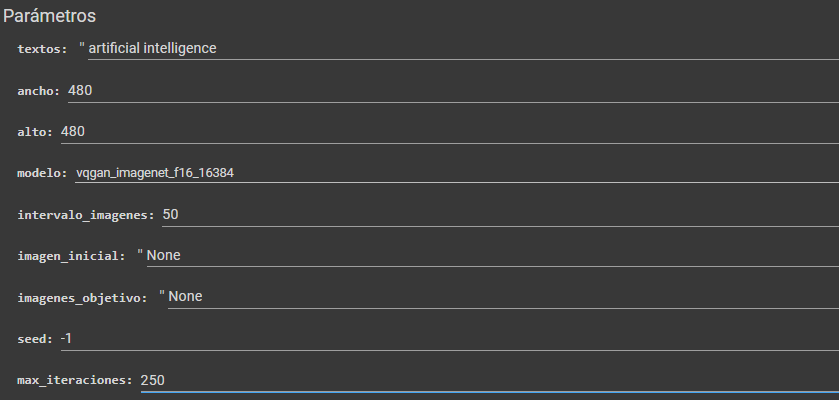 Parámetros
textos: " artificial intelligence
ancho: 480
alto: 480
modelo: vqgan_imagenet_f16_16384
intervalo_imagenes: 50
imagen_inicial: " None
imagenes_objetivo: " None
seed: -1
max_iteraciones: 250